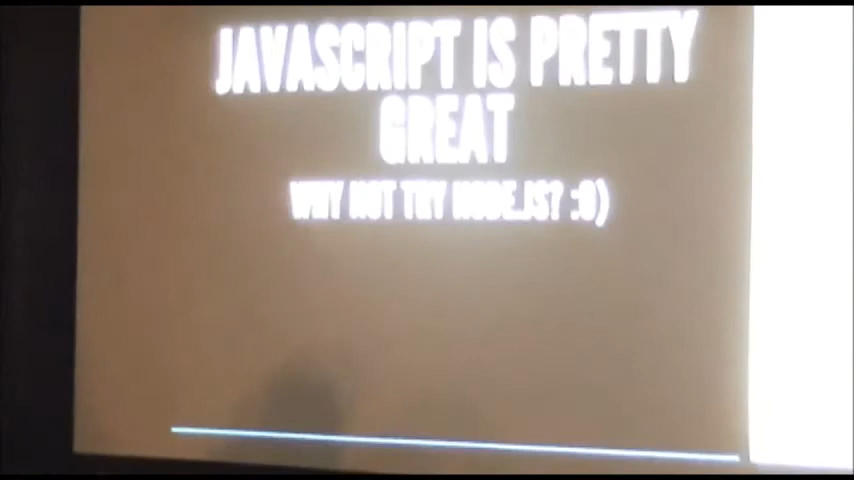 JAVASCRIPT IS PRETTY
GREAT
WHY NOT TRY NODE.JS? :0)